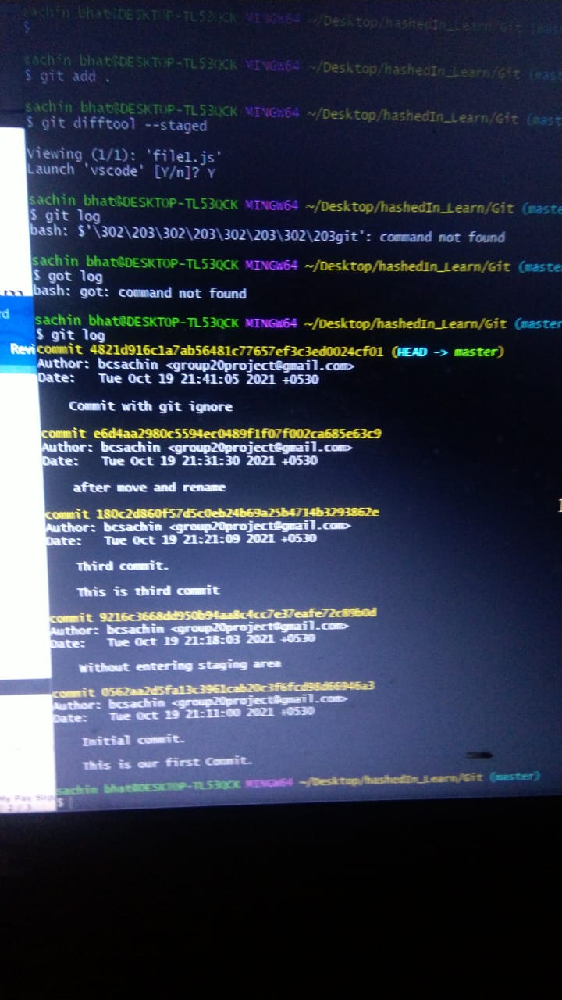 sachin bhat@DESKTOP-TL53QCK MINGW64 ~/Desktop/hashedIn_Learn/Git (mas
$
sachin bhat@DESKTOP-TL53QCK MINGW64 ~/Desktop/hashedIn_Learn/Git (mas
$ git add .
sachin bhat@DESKTOP-TL53QCK MINGW64 ~/Desktop/hashedIn_Learn/Git (mast
$ git difftool --staged
Viewing (1/1): 'file1.js'
Launch 'vscode' [Y/n]? Y
sachin bhat@DESKTOP-TL53QCK MINGW64 ~/Desktop/hashedIn_Learn/Git (maste
$ git log
bash: $'\302\203\302\203\302\203\302\203git': command not found
sachin bhat@DESKTOP-TL53QCK MINGW64 ~/Desktop/hashedIn_Learn/Git (maste
$ got log
bash: got: command not found
sachin bhat@DESKTOP-TL53QCK MINGW64 ~/Desktop/hashedIn_Learn/Git (master
$ git log
Revi
commit 4821d916c1a7ab56481c77657ef3c3ed0024cf01 (HEAD -> master)
Author: bcsachin <group20project@gmail.com>
Date: Tue Oct 19 21:41:05 2021 +0530
Commit with git ignore
commit e6d4aa2980c5594ec0489f1f07f002ca685e63c9
Author: bcsachin <group20project@gmail.com>
Date: Tue Oct 19 21:31:30 2021 +0530
after move and rename
commit 180c2d860f57d5c0eb24b69a25b4714b3293862e
Author: bcsachin <group20project@gmail.com>
Date: Tue Oct 19 21:21:09 2021 +0530
Third commit.
This is third commit
commit 9216c3668dd950b94aa8c4cc7e37eafe72c89b0d
Author: bcsachin <group20project@gmail.com>
Date: Tue Oct 19 21:18:03 2021 +0530
Without entering staging area
commit 0562aa2d5fa13c3961cab20c3f6fcd98d66946a3
Author: bcsachin <group20project@gmail.com>
Date: Tue Oct 19 21:11:00 2021 +0530
Initial commit.
This is our first Commit.
sachin bhat@DESKTOP-TL53QCK MINGW64 ~/Desktop/hashedIn_Learn/Git (master)
$
My Pay Slip
2 / 3